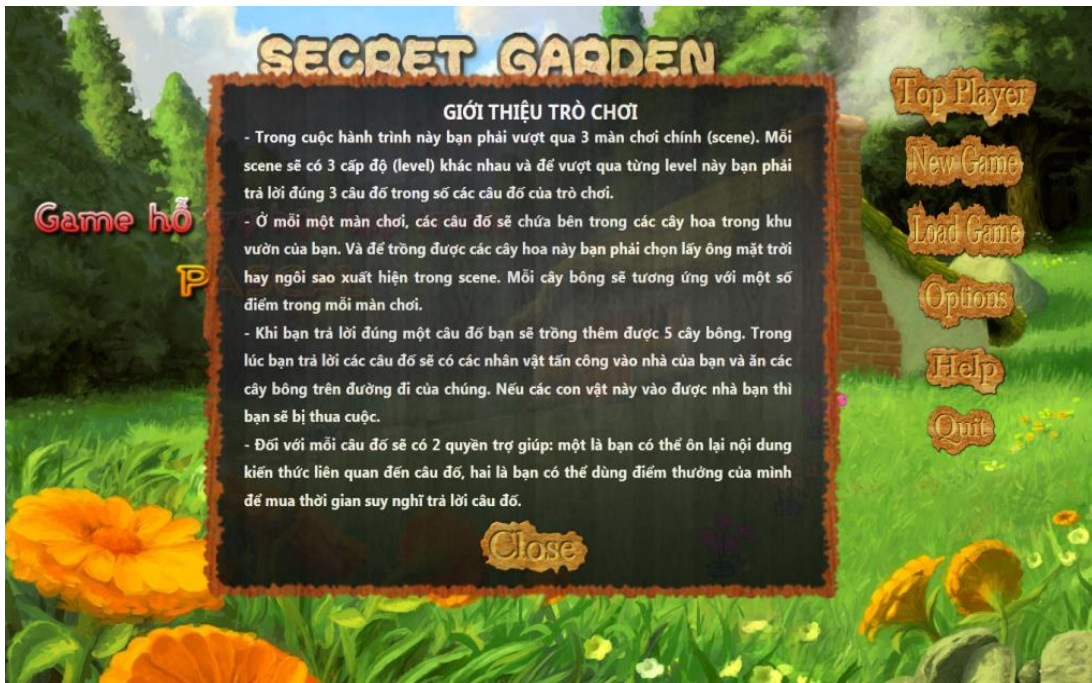 SECRET GARDEN
GIỚI THIỆU TRÒ CHƠI
- Trong cuộc hành trình này bạn phải vượt qua 3 màn chơi chính (scene). Mỗi
scene sẽ có 3 cấp độ (level) khác nhau và để vượt qua từng level này bạn phải
trả lời đúng 3 câu đố trong số các câu đố của trò chơi.
- Ở mỗi một màn chơi, các câu đố sẽ chứa bên trong các cây hoa trong khu
vườn của bạn. Và để trồng được các cây hoa này bạn phải chọn lấy ông mặt trời
hay ngôi sao xuất hiện trong scene. Mỗi cây bông sẽ tương ứng với một số
điểm trong mỗi màn chơi.
- Khi bạn trả lời đúng một câu đố bạn sẽ trồng thêm được 5 cây bông. Trong
lúc bạn trả lời các câu đố sẽ có các nhân vật tấn công vào nhà của bạn và ăn các
cây bông trên đường đi của chúng. Nếu các con vật này vào được nhà bạn thì
bạn sẽ bị thua cuộc.
- Đối với mỗi câu đố sẽ có 2 quyền trợ giúp: một là bạn có thể ôn lại nội dung
kiến thức liên quan đến câu đố, hai là bạn có thể dùng điểm thưởng của mình
để mua thời gian suy nghĩ trả lời câu đố.
Close
Game hỗ
Top Player
New Game
Load Game
Options
Help
Quit